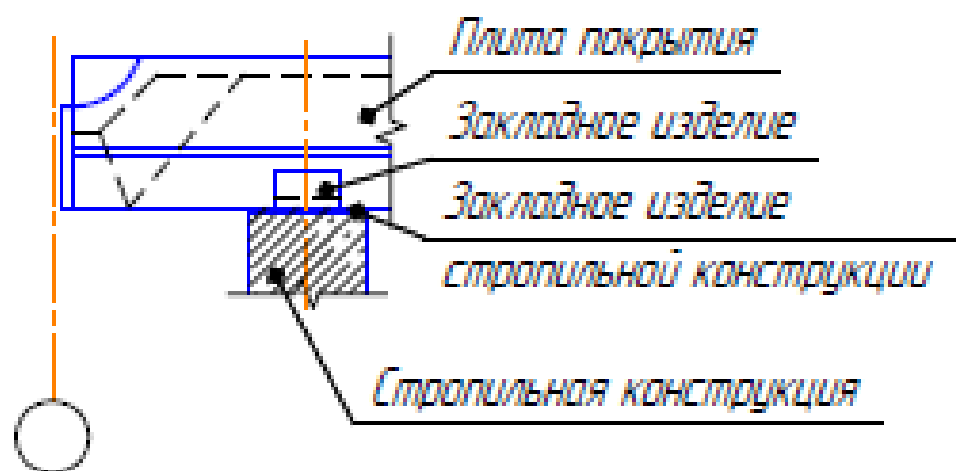 Плита покрытия
Закладное изделие
Закладное изделие
стропильной конструкции
Стропильная конструкция